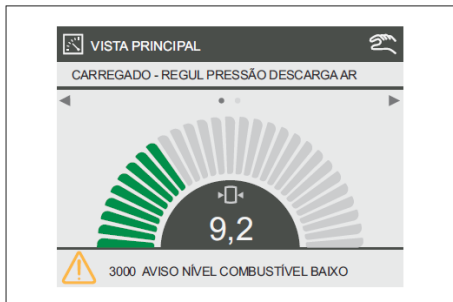 VISTA PRINCIPAL
CARREGADO - REGUL PRESSÃO DESCARGA AR
9,2
3000 AVISO NÍVEL COMBUSTÍVEL BAIXO